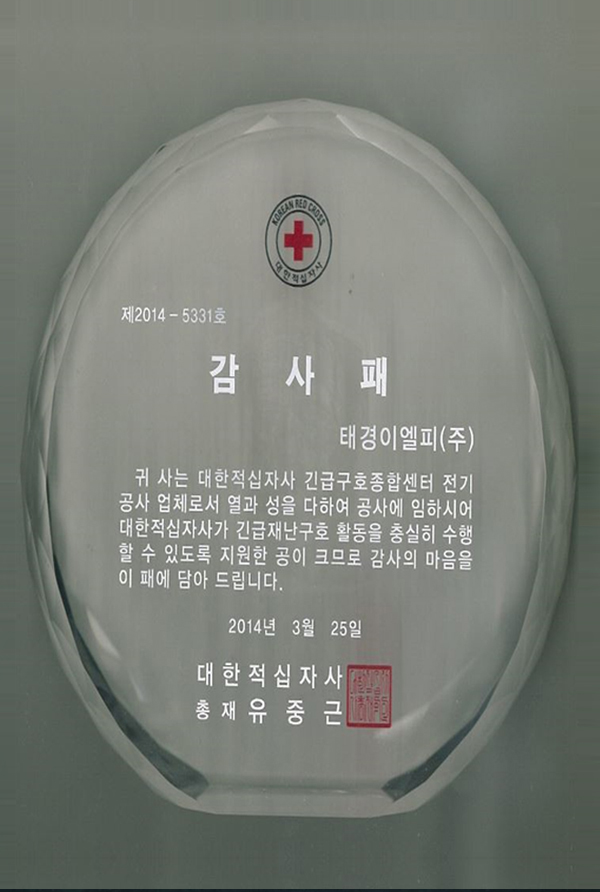 KOREAN RED CROSS
대한적십자사
제2014 - 5331호
감 사 패
태경이엘피(주)
귀 사는 대한적십자사 긴급구호종합센터 전기
공사 업체로서 열과 성을 다하여 공사에 임하시어
대한적십자사가 긴급재난구호 활동을 충실히 수행
할 수 있도록 지원한 공이 크므로 감사의 마음을
이 패에 담아 드립니다.
2014년 3월 25일
대한적십자사
총재 유중근